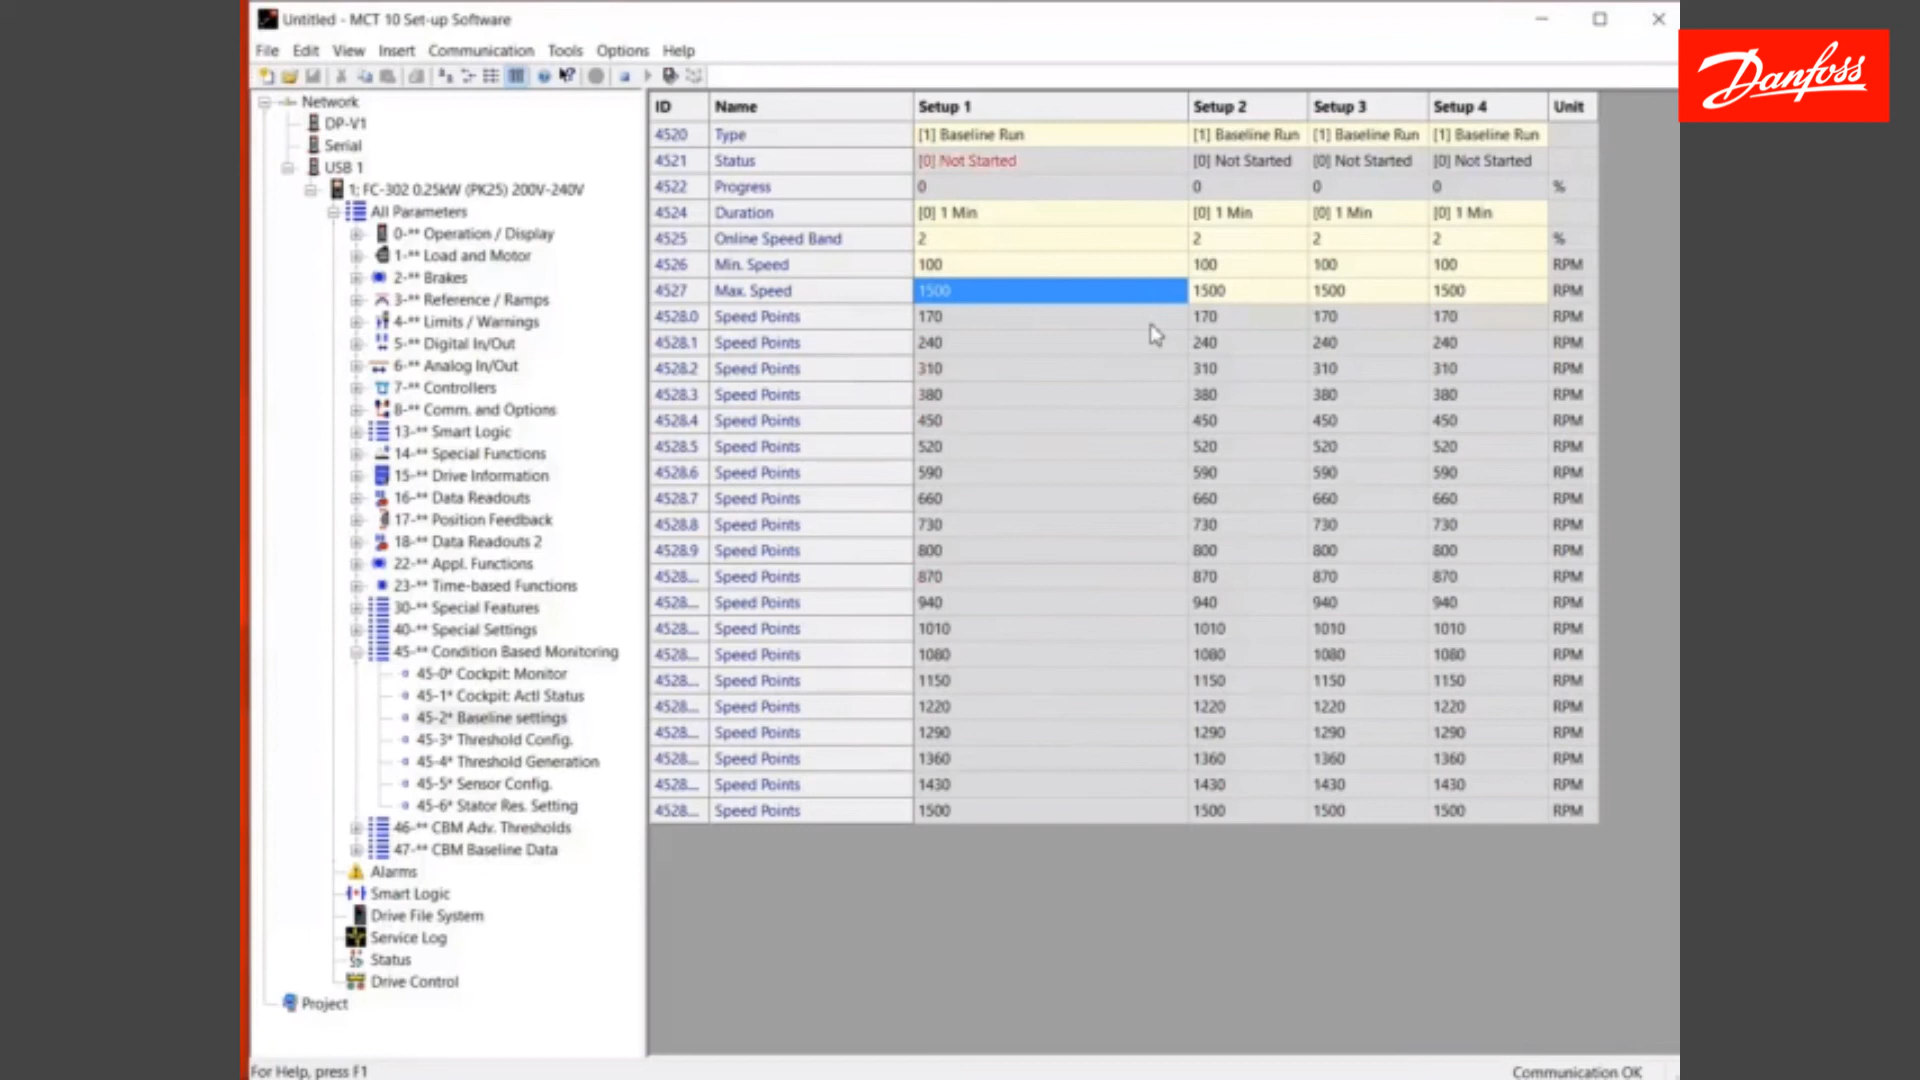 Untitled - MCT 10 Set-up Software
File Edit View Insert Communication Tools Options Help
Danfoss
Network
DP-V1
Serial
USB 1
1; FC-302 0.25kW (PK25) 200V-240V
All Parameters
0-** Operation / Display
1-** Load and Motor
2-** Brakes
3-** Reference / Ramps
4-** Limits / Warnings
5-** Digital In/Out
6-** Analog In/Out
7-** Controllers
8-** Comm. and Options
13-** Smart Logic
14-** Special Functions
15-** Drive Information
16-** Data Readouts
17-** Position Feedback
18-** Data Readouts 2
22-** Appl. Functions
23-** Time-based Functions
30-** Special Features
40-** Special Settings
45-** Condition Based Monitoring
45-0* Cockpit: Monitor
45-1* Cockpit: Actl Status
45-2* Baseline settings
45-3* Threshold Config.
45-4* Threshold Generation
45-5* Sensor Config.
45-6* Stator Res. Setting
46-** CBM Adv. Thresholds
47-** CBM Baseline Data
Alarms
Smart Logic
Drive File System
Service Log
Status
Drive Control
Project
ID Name Setup 1 Setup 2 Setup 3 Setup 4 Unit
4520 Type [1] Baseline Run [1] Baseline Run [1] Baseline Run [1] Baseline Run
4521 Status [0] Not Started [0] Not Started [0] Not Started [0] Not Started
4522 Progress 0 0 0 0 %
4524 Duration [0] 1 Min [0] 1 Min [0] 1 Min [0] 1 Min
4525 Online Speed Band 2 2 2 2 %
4526 Min. Speed 100 100 100 100 RPM
4527 Max. Speed 1500 1500 1500 1500 RPM
4528.0 Speed Points 170 170 170 170 RPM
4528.1 Speed Points 240 240 240 240 RPM
4528.2 Speed Points 310 310 310 310 RPM
4528.3 Speed Points 380 380 380 380 RPM
4528.4 Speed Points 450 450 450 450 RPM
4528.5 Speed Points 520 520 520 520 RPM
4528.6 Speed Points 590 590 590 590 RPM
4528.7 Speed Points 660 660 660 660 RPM
4528.8 Speed Points 730 730 730 730 RPM
4528.9 Speed Points 800 800 800 800 RPM
4528... Speed Points 870 870 870 870 RPM
4528... Speed Points 940 940 940 940 RPM
4528... Speed Points 1010 1010 1010 1010 RPM
4528... Speed Points 1080 1080 1080 1080 RPM
4528... Speed Points 1150 1150 1150 1150 RPM
4528... Speed Points 1220 1220 1220 1220 RPM
4528... Speed Points 1290 1290 1290 1290 RPM
4528... Speed Points 1360 1360 1360 1360 RPM
4528... Speed Points 1430 1430 1430 1430 RPM
4528... Speed Points 1500 1500 1500 1500 RPM
For Help, press F1
Communication OK